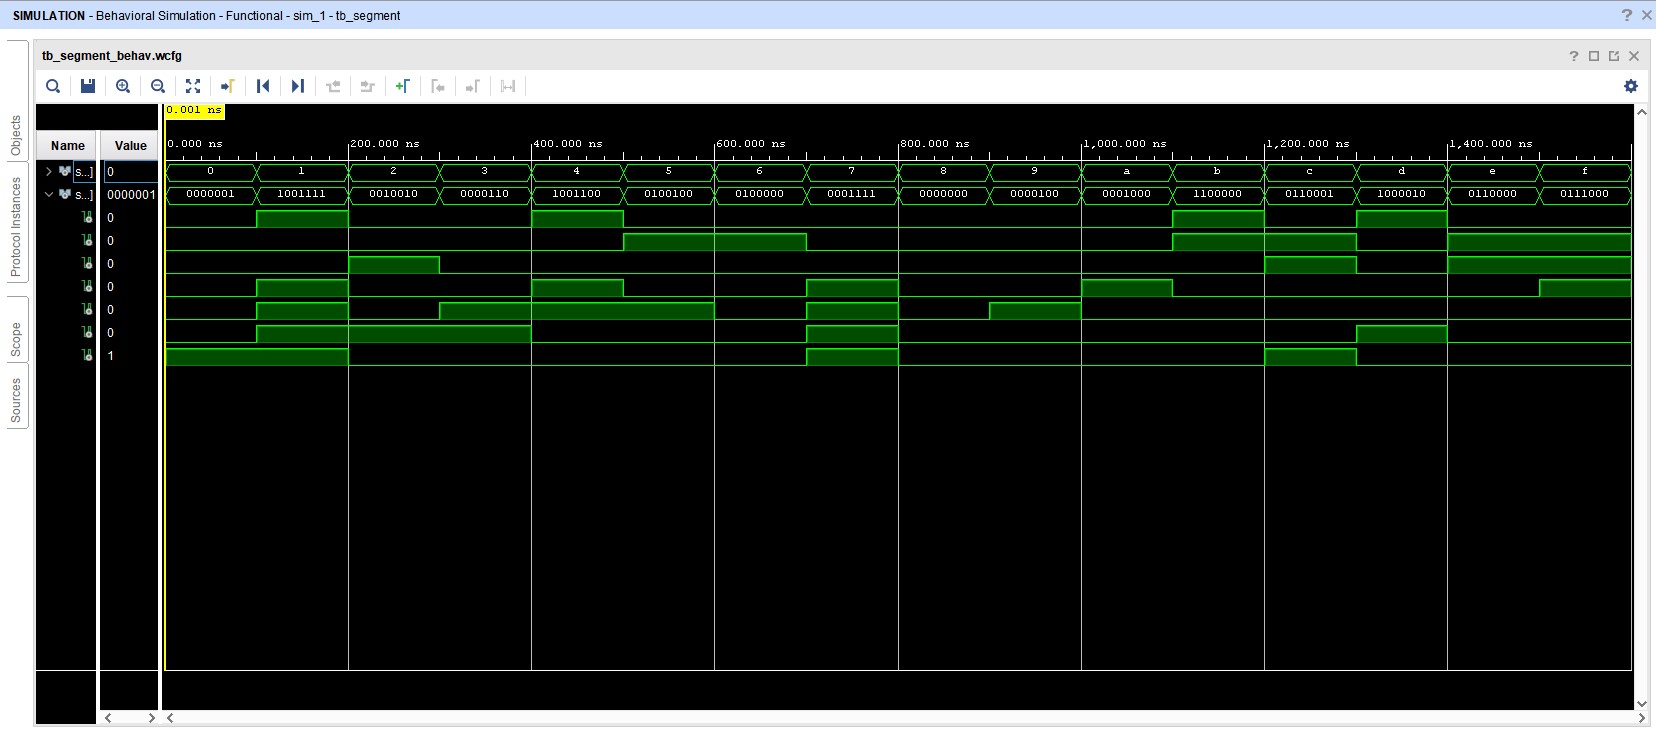 SIMULATION - Behavioral Simulation - Functional - sim_1 - tb_segment
tb_segment_behav.wcfg
Objects
Protocol Instances
Scope
Sources
0.001 ns
Name Value
0.000 ns 200.000 ns 400.000 ns 600.000 ns 800.000 ns 1,000.000 ns 1,200.000 ns 1,400.000 ns
s...] 0 0 1 2 3 4 5 6 7 8 9 a b c d e f
s...] 0000001 0000001 1001111 0010010 0000110 1001100 0100100 0100000 0001111 0000000 0000100 0001000 1100000 0110001 1000010 0110000 0111000
0
0
0
0
0
0
1